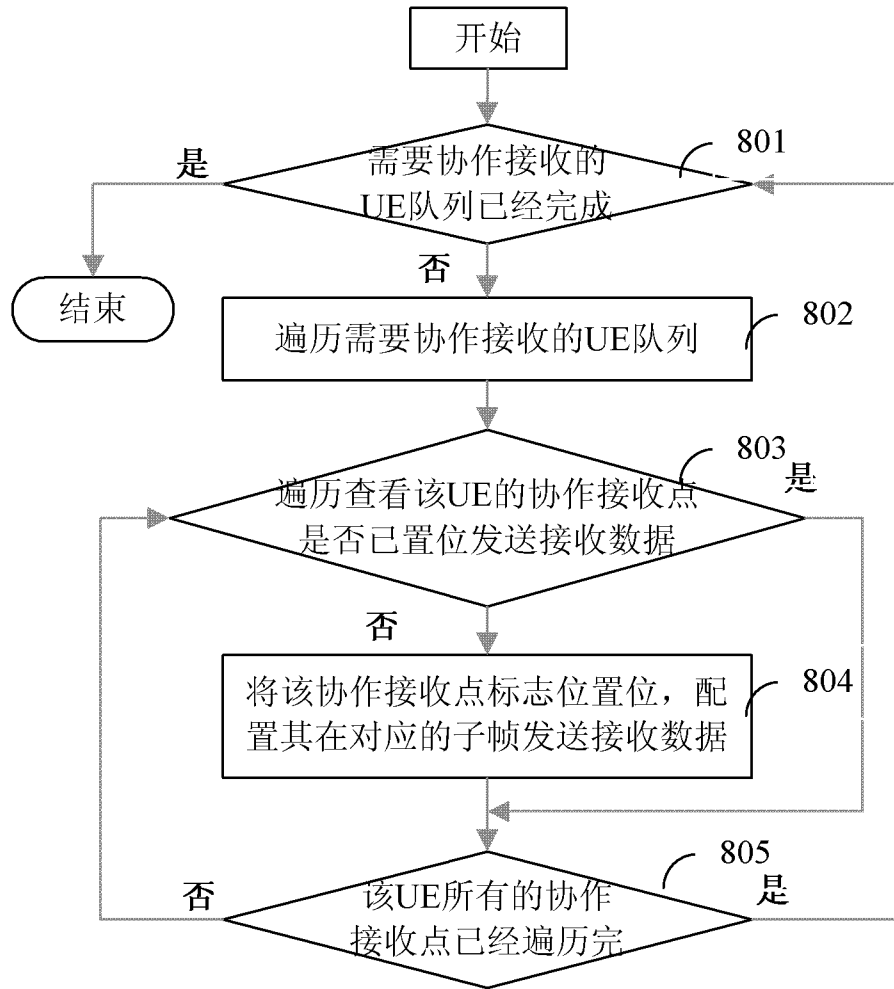 开始
801
是
需要协作接收的
UE队列已经完成
否
结束
802
遍历需要协作接收的UE队列
803
是
遍历查看该UE的协作接收点
是否已置位发送接收数据
否
804
将该协作接收点标志位置位，配
置其在对应的子帧发送接收数据
805
否
是
该UE所有的协作
接收点已经遍历完